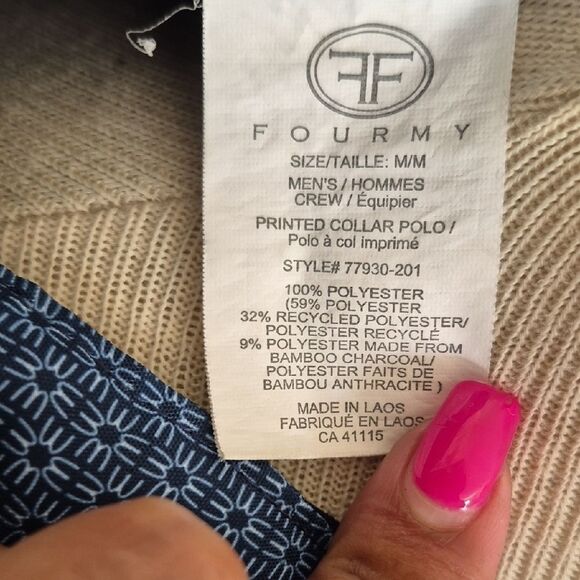 FF
FOURMY
SIZE/TAILLE: M/M
MEN'S / HOMMES
CREW / Équipier
PRINTED COLLAR POLO /
Polo à col imprimé
STYLE# 77930-201
100% POLYESTER
(59% POLYESTER
32% RECYCLED POLYESTER/
POLYESTER RECYCLÉ
9% POLYESTER MADE FROM
BAMBOO CHARCOAL/
POLYESTER FAITS DE
BAMBOU ANTHRACITE )
MADE IN LAOS
FABRIQUÉ EN LAOS
CA 41115